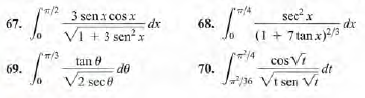 67. ∫₀^{π/2} 3 sen x cos x / √(1 + 3 sen² x) dx
68. ∫₀^{π/4} sec² x / (1 + 7 tan x)^{2/3} dx
69. ∫₀^{π/3} tan θ / √(2 sec θ) dθ
70. ∫_{π²/36}^{π²/4} cos √t / √(t sen √t) dt